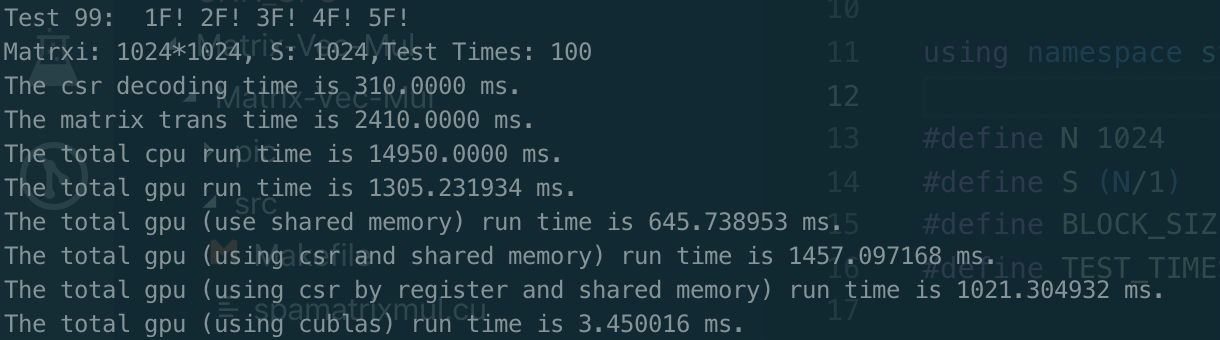 Test 99:  1F! 2F! 3F! 4F! 5F!
Matrxi: 1024*1024, S: 1024,Test Times: 100
The csr decoding time is 310.0000 ms.
The matrix trans time is 2410.0000 ms.
The total cpu run time is 14950.0000 ms.
The total gpu run time is 1305.231934 ms.
The total gpu (use shared memory) run time is 645.738953 ms.
The total gpu (using csr and shared memory) run time is 1457.097168 ms.
The total gpu (using csr by register and shared memory) run time is 1021.304932 ms.
The total gpu (using cublas) run time is 3.450016 ms.
Matrix-Vec-Mul
Matrix-Vec-Mul
pic
src
Makefile
spamatrixmul.cu
10
11 using namespace s
12
13 #define N 1024
14 #define S (N/1)
15 #define BLOCK_SIZ
16 #define TEST_TIME
17